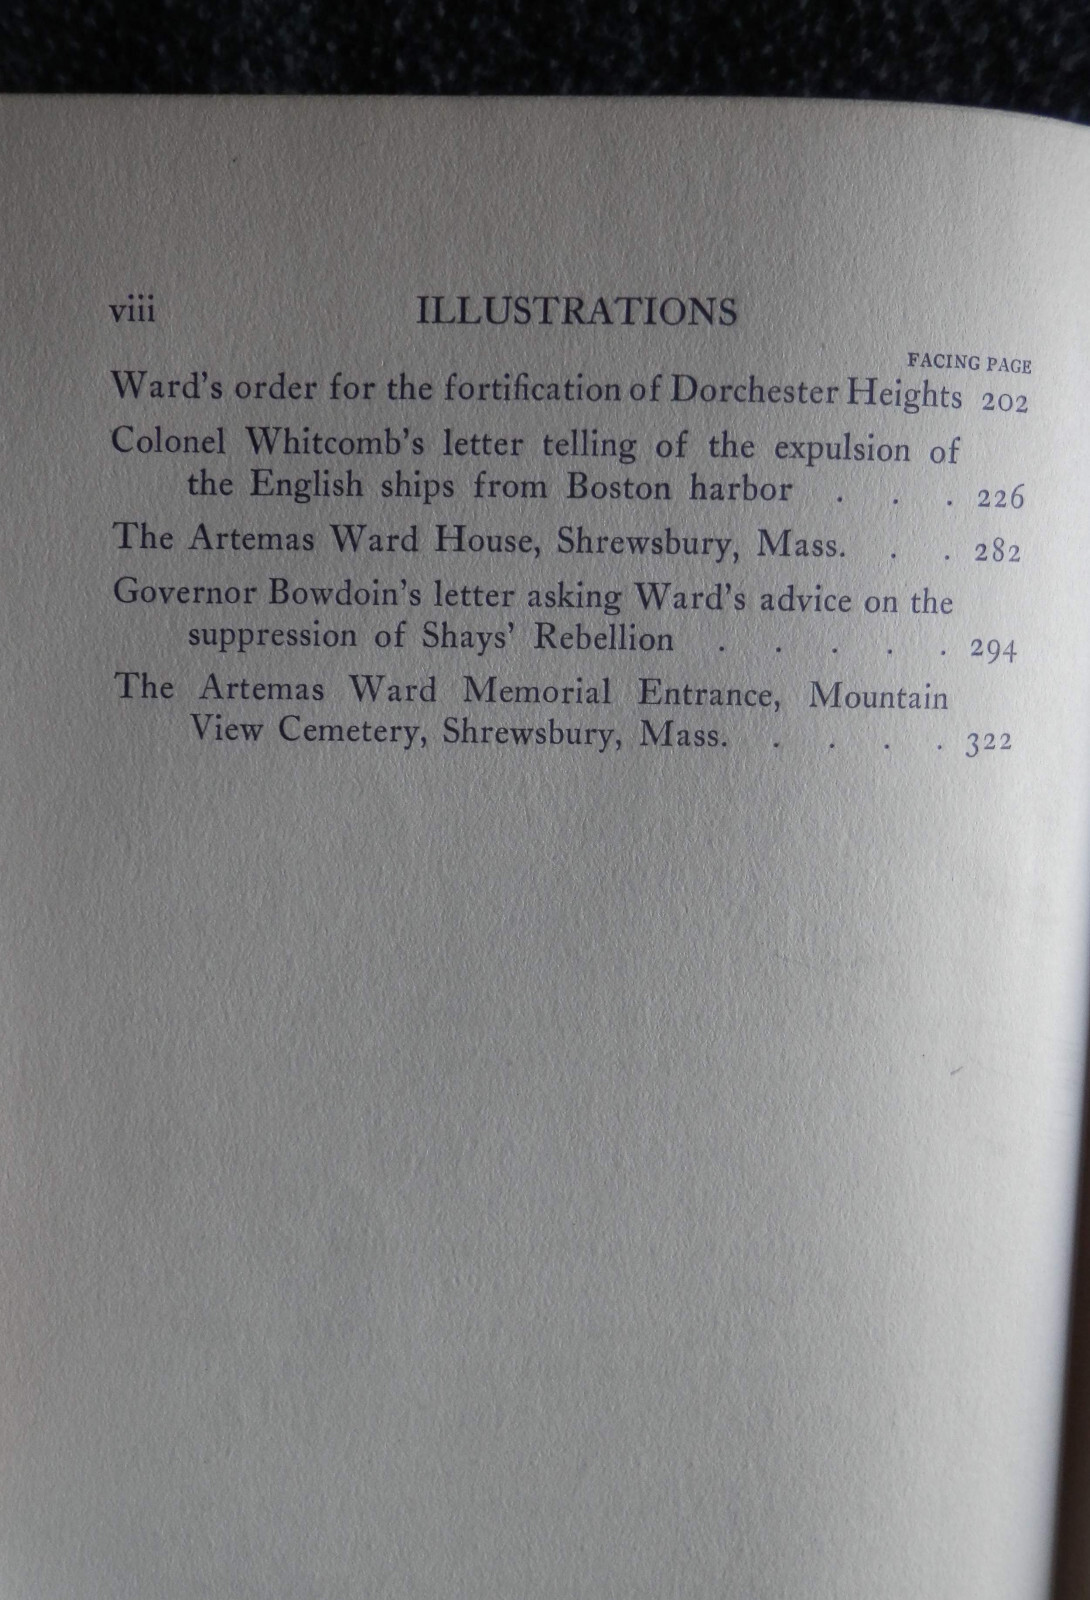 viii ILLUSTRATIONS
FACING PAGE
Ward's order for the fortification of Dorchester Heights 202
Colonel Whitcomb's letter telling of the expulsion of
the English ships from Boston harbor . . . 226
The Artemas Ward House, Shrewsbury, Mass. . . 282
Governor Bowdoin's letter asking Ward's advice on the
suppression of Shays' Rebellion . . . . . 294
The Artemas Ward Memorial Entrance, Mountain
View Cemetery, Shrewsbury, Mass. . . . . 322